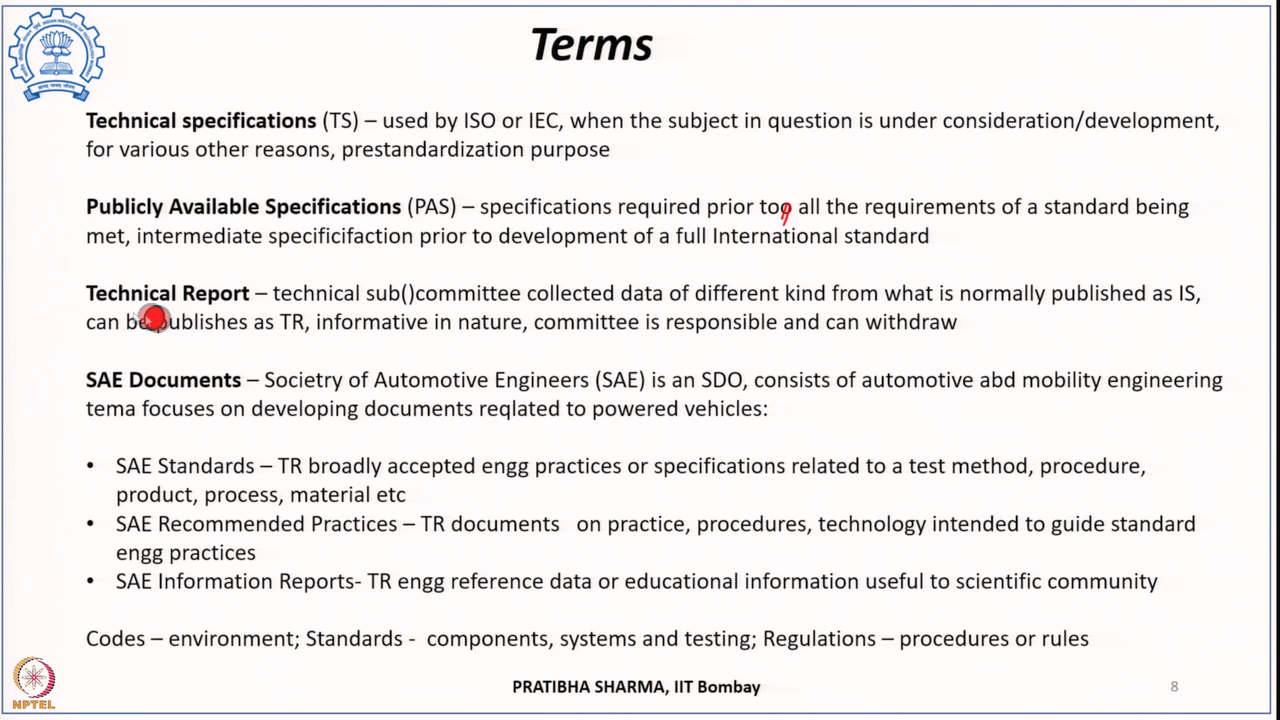 Terms
Technical specifications (TS) – used by ISO or IEC, when the subject in question is under consideration/development,
for various other reasons, prestandardization purpose
Publicly Available Specifications (PAS) – specifications required prior to all the requirements of a standard being
met, intermediate specificifaction prior to development of a full International standard
Technical Report – technical sub()committee collected data of different kind from what is normally published as IS,
can be publishes as TR, informative in nature, committee is responsible and can withdraw
SAE Documents – Societry of Automotive Engineers (SAE) is an SDO, consists of automotive abd mobility engineering
tema focuses on developing documents reqlated to powered vehicles:
• SAE Standards – TR broadly accepted engg practices or specifications related to a test method, procedure,
product, process, material etc
• SAE Recommended Practices – TR documents on practice, procedures, technology intended to guide standard
engg practices
• SAE Information Reports- TR engg reference data or educational information useful to scientific community
Codes – environment; Standards - components, systems and testing; Regulations – procedures or rules
NPTEL
PRATIBHA SHARMA, IIT Bombay
8